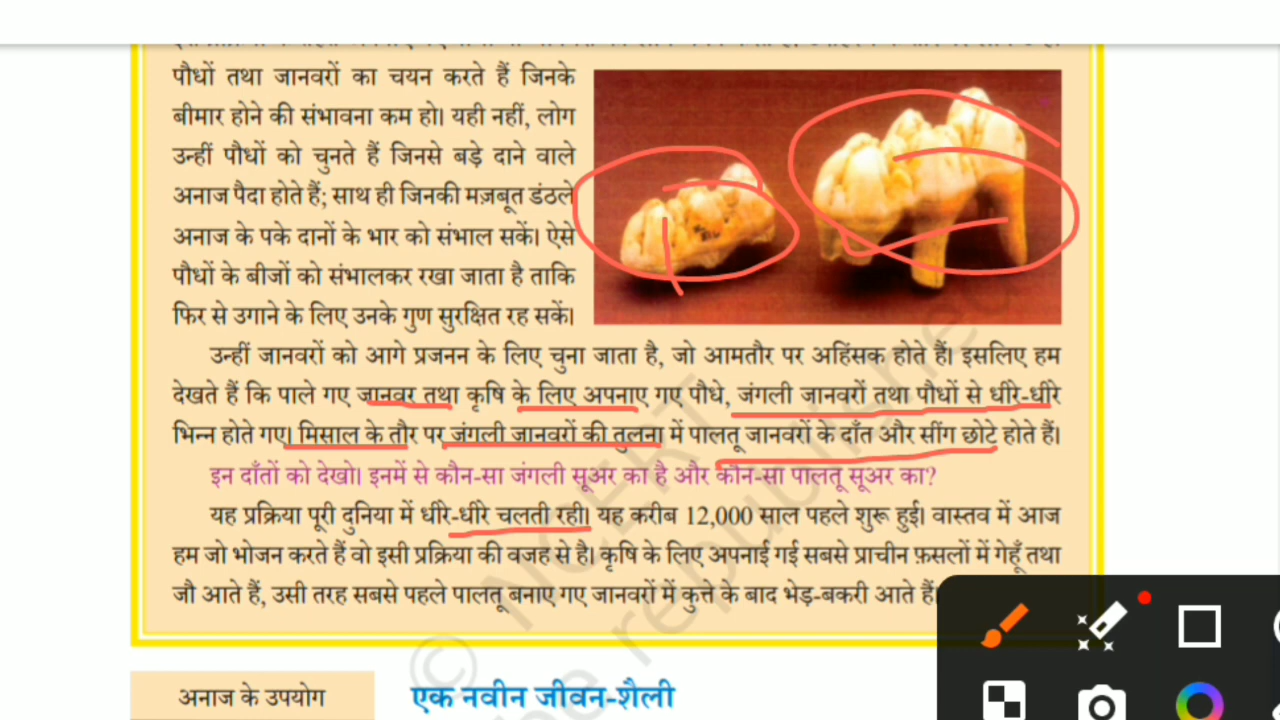 पौधों तथा जानवरों का चयन करते हैं जिनके
बीमार होने की संभावना कम हो। यही नहीं, लोग
उन्हीं पौधों को चुनते हैं जिनसे बड़े दाने वाले
अनाज पैदा होते हैं; साथ ही जिनकी मज़बूत डंठले
अनाज के पके दानों के भार को संभाल सकें। ऐसे
पौधों के बीजों को संभालकर रखा जाता है ताकि
फिर से उगाने के लिए उनके गुण सुरक्षित रह सकें।
उन्हीं जानवरों को आगे प्रजनन के लिए चुना जाता है, जो आमतौर पर अहिंसक होते हैं। इसलिए हम
देखते हैं कि पाले गए जानवर तथा कृषि के लिए अपनाए गए पौधे, जंगली जानवरों तथा पौधों से धीरे-धीरे
भिन्न होते गए। मिसाल के तौर पर जंगली जानवरों की तुलना में पालतू जानवरों के दाँत और सींग छोटे होते हैं।
इन दाँतों को देखो। इनमें से कौन-सा जंगली सूअर का है और कौन-सा पालतू सूअर का?
यह प्रक्रिया पूरी दुनिया में धीरे-धीरे चलती रही। यह करीब 12,000 साल पहले शुरू हुई। वास्तव में आज
हम जो भोजन करते हैं वो इसी प्रक्रिया की वजह से है। कृषि के लिए अपनाई गई सबसे प्राचीन फ़सलों में गेहूँ तथा
जौ आते हैं, उसी तरह सबसे पहले पालतू बनाए गए जानवरों में कुत्ते के बाद भेड़-बकरी आते हैं।
© NCERT
be republished
अनाज के उपयोग
एक नवीन जीवन-शैली